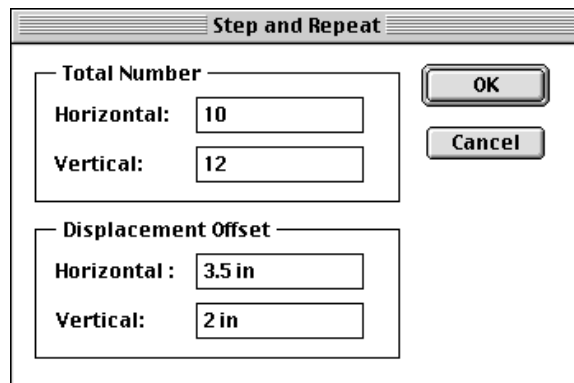 Step and Repeat
Total Number
Horizontal: 10
Vertical: 12
OK
Cancel
Displacement Offset
Horizontal : 3.5 in
Vertical: 2 in